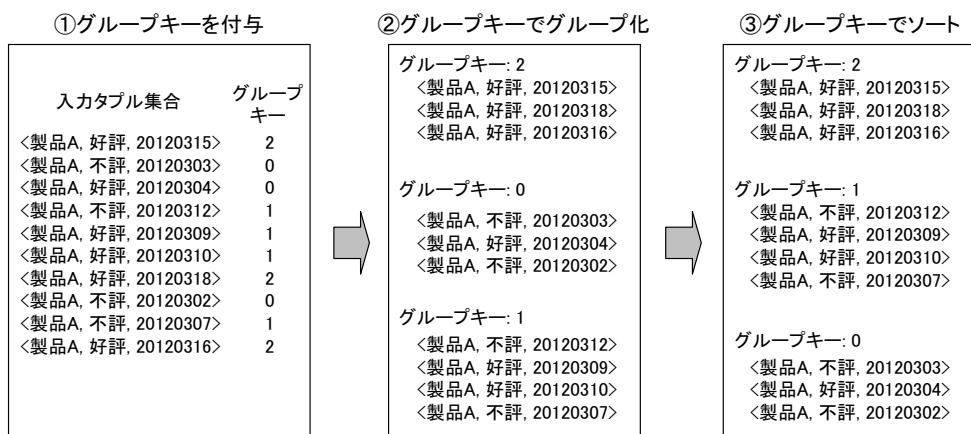 ①グループキーを付与
入力タプル集合
グループ
キー
<製品A, 好評, 20120315> 2
<製品A, 不評, 20120303> 0
<製品A, 好評, 20120304> 0
<製品A, 不評, 20120312> 1
<製品A, 好評, 20120309> 1
<製品A, 好評, 20120310> 1
<製品A, 好評, 20120318> 2
<製品A, 不評, 20120302> 0
<製品A, 不評, 20120307> 1
<製品A, 好評, 20120316> 2
②グループキーでグループ化
グループキー: 2
<製品A, 好評, 20120315>
<製品A, 好評, 20120318>
<製品A, 好評, 20120316>
グループキー: 0
<製品A, 不評, 20120303>
<製品A, 好評, 20120304>
<製品A, 不評, 20120302>
グループキー: 1
<製品A, 不評, 20120312>
<製品A, 好評, 20120309>
<製品A, 好評, 20120310>
<製品A, 不評, 20120307>
③グループキーでソート
グループキー: 2
<製品A, 好評, 20120315>
<製品A, 好評, 20120318>
<製品A, 好評, 20120316>
グループキー: 1
<製品A, 不評, 20120312>
<製品A, 好評, 20120309>
<製品A, 好評, 20120310>
<製品A, 不評, 20120307>
グループキー: 0
<製品A, 不評, 20120303>
<製品A, 好評, 20120304>
<製品A, 不評, 20120302>